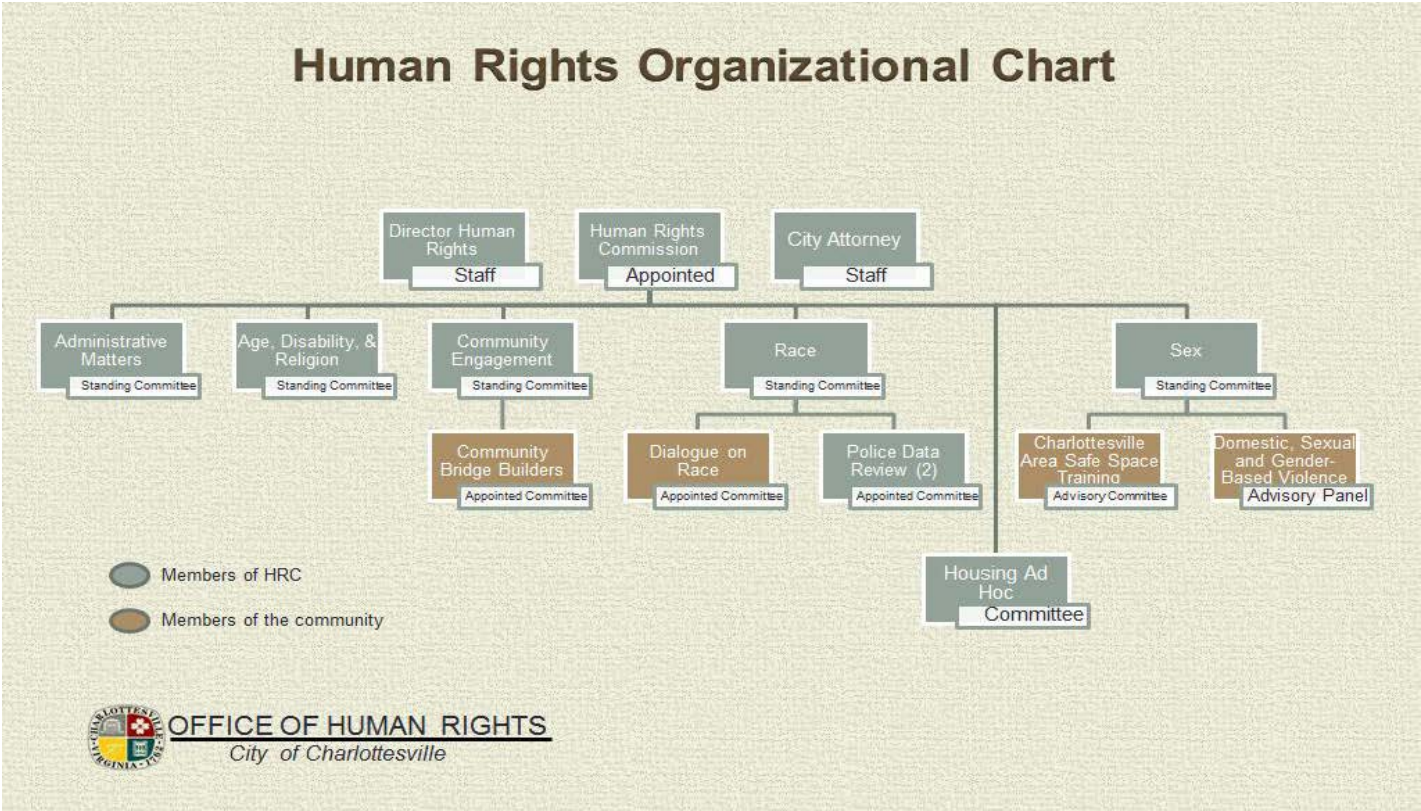 Human Rights Organizational Chart
Director Human
Rights
Staff
Human Rights
Commission
Appointed
City Attorney
Staff
Administrative
Matters
Standing Committee
Age, Disability, &
Religion
Standing Committee
Community
Engagement
Standing Committee
Race
Standing Committee
Sex
Standing Committee
Community
Bridge Builders
Appointed Committee
Dialogue on
Race
Appointed Committee
Police Data
Review (2)
Appointed Committee
Charlottesville
Area Safe Space
Training
Advisory Committee
Domestic, Sexual
and Gender-
Based Violence
Advisory Panel
Housing Ad
Hoc
Committee
Members of HRC
Members of the community
CHARLOTTESVILLE
VIRGINIA · 1762
OFFICE OF HUMAN RIGHTS
City of Charlottesville